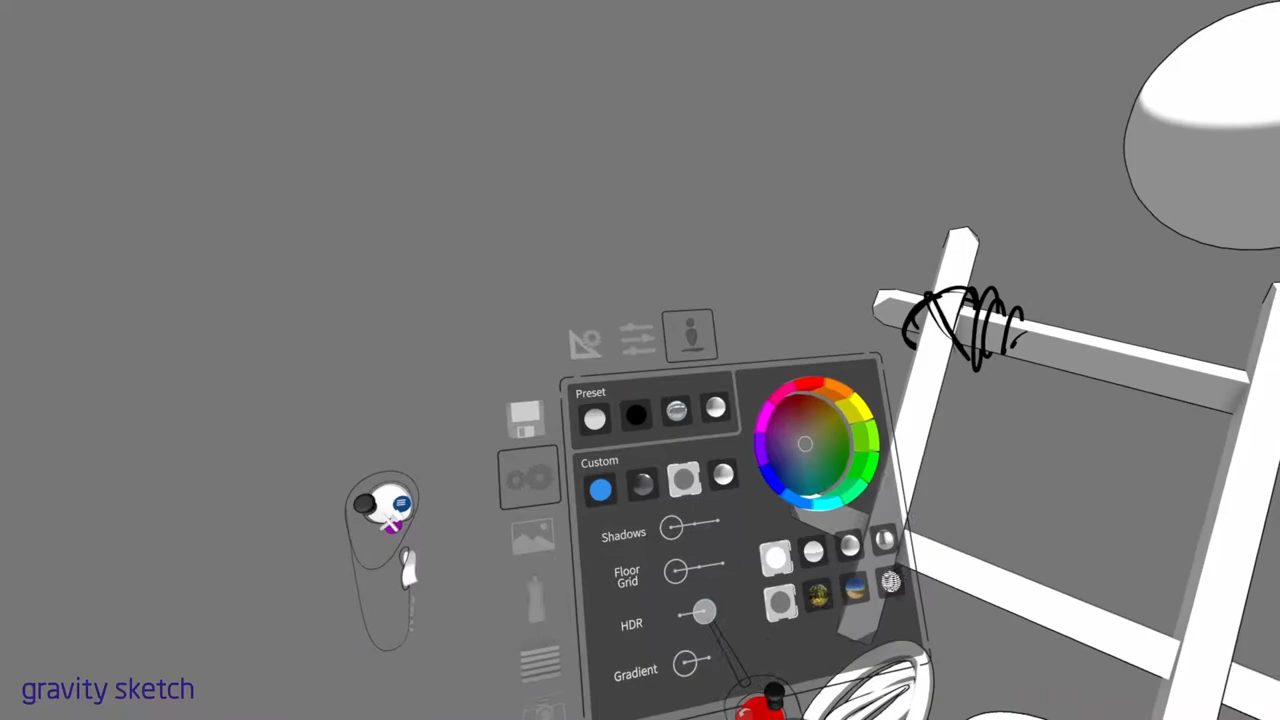 Preset
Custom
Shadows
Floor
Grid
HDR
Gradient
gravity sketch